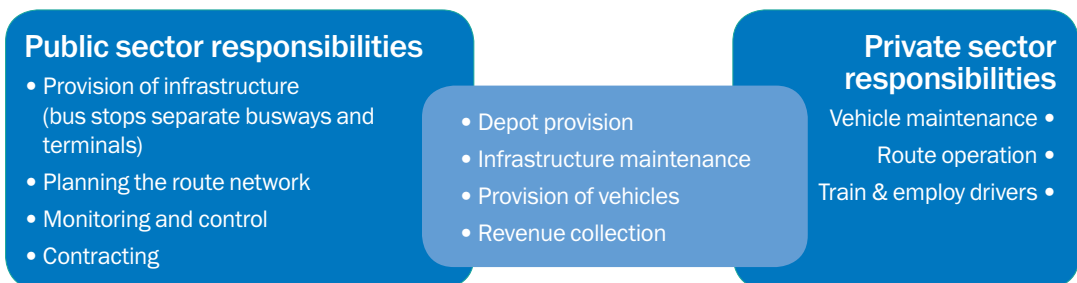 Public sector responsibilities
• Provision of infrastructure
(bus stops separate busways and
terminals)
• Planning the route network
• Monitoring and control
• Contracting
• Depot provision
• Infrastructure maintenance
• Provision of vehicles
• Revenue collection
Private sector
responsibilities
Vehicle maintenance •
Route operation •
Train & employ drivers •